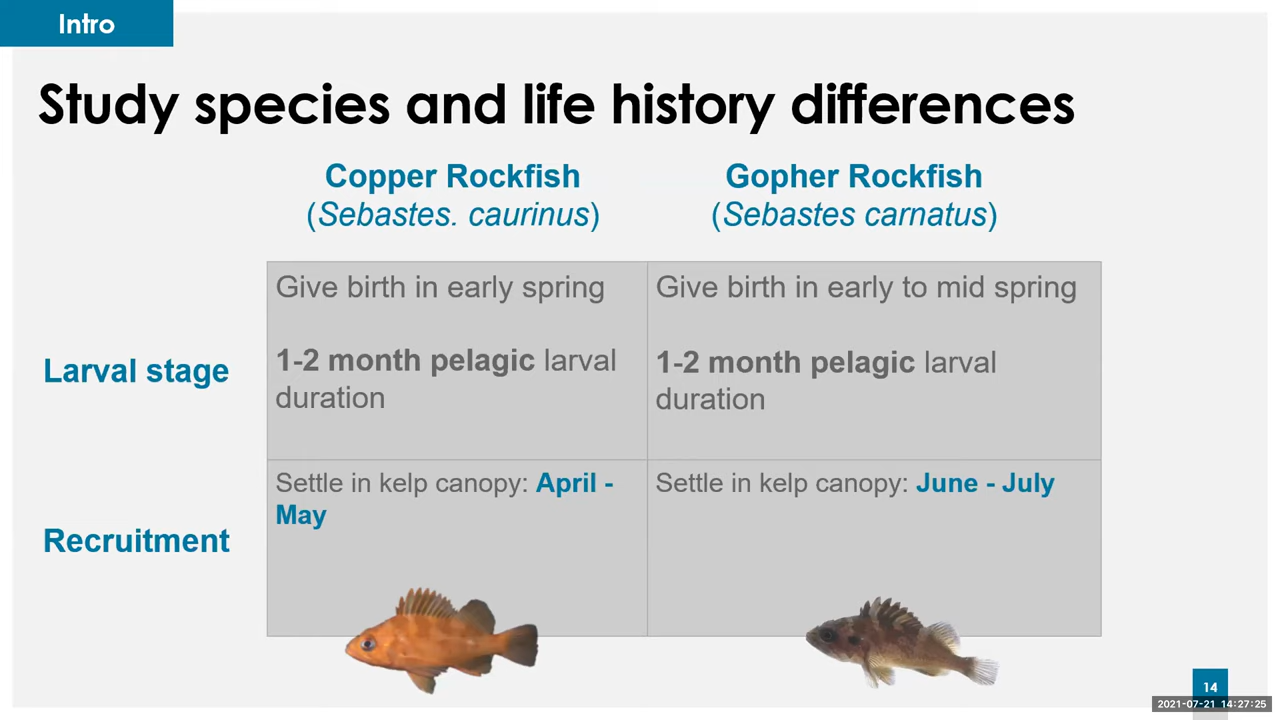 Intro
Study species and life history differences
Copper Rockfish
(Sebastes. caurinus)
Gopher Rockfish
(Sebastes carnatus)
Larval stage
Give birth in early spring
1-2 month pelagic larval
duration
Give birth in early to mid spring
1-2 month pelagic larval
duration
Recruitment
Settle in kelp canopy: April -
May
Settle in kelp canopy: June - July
14
2021-07-21 14:27:25